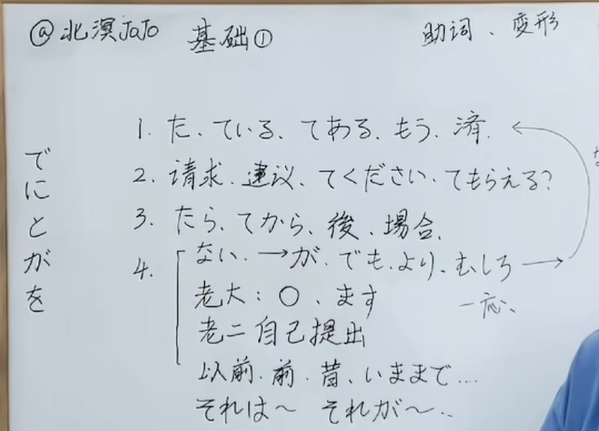 @北溟JoJo 基础① 助词、变形
でにとがを
1. た、ている、てある、もう、済
2. 请求、建议、てください、てもらえる?
3. たら、てから、後、場合、
4. ない、→が、でも、より、むしろ→
老大:○、ます 一応、
老二自己提出
以前、前、昔、いままで...
それは～ それが～..